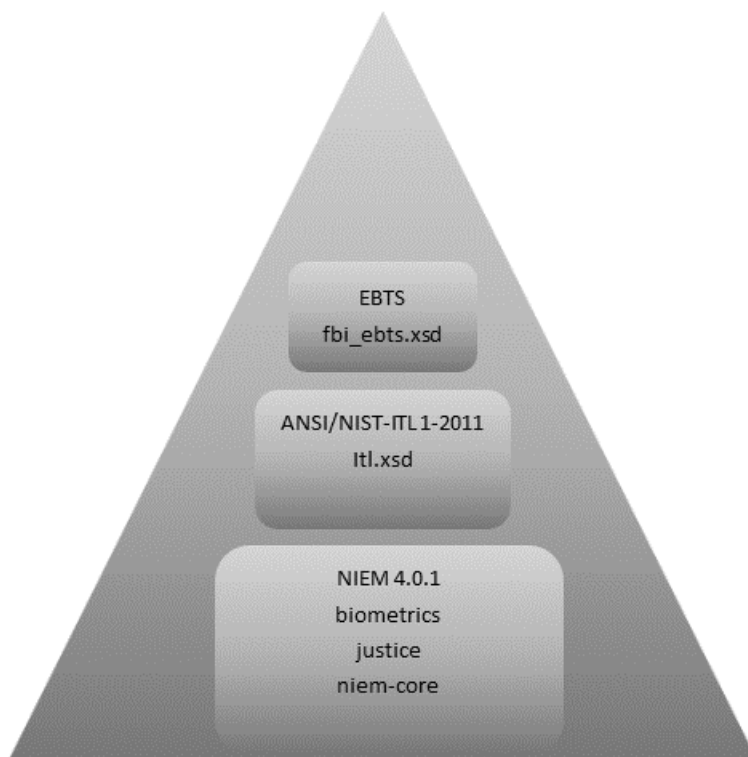 EBTS
fbi_ebts.xsd
ANSI/NIST-ITL 1-2011
Itl.xsd
NIEM 4.0.1
biometrics
justice
niem-core